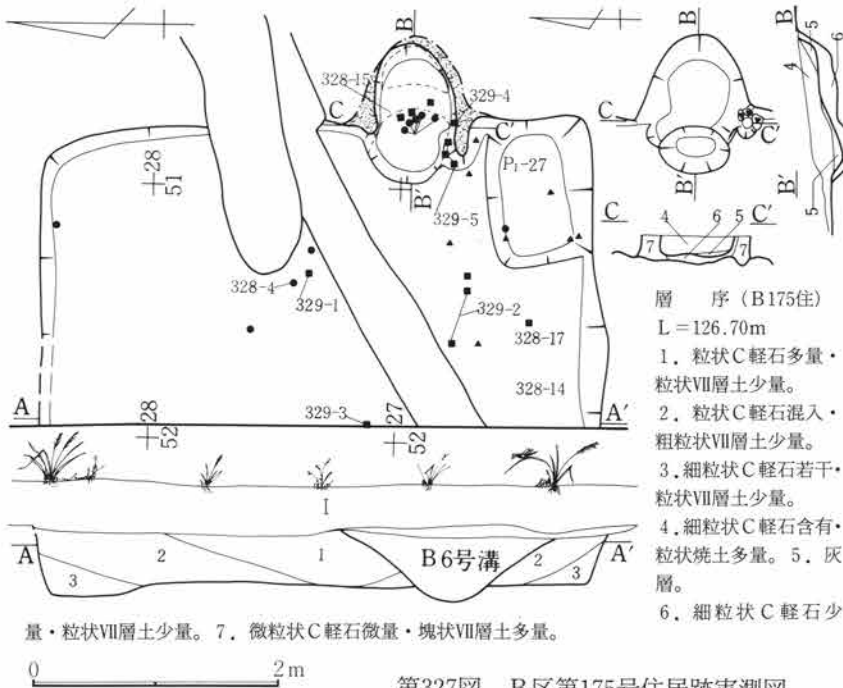 B
B
5
6
4
328-15
329-4
C
C'
C
C'
28
51
P₁-27
B'
B'
B'
5
329-5
C
4
6
5
C'
7
7
328-4
329-1
329-2
328-17
328-14
329-3
A
28
52
27
52
A'
I
A
2
1
B6号溝
2
A'
3
3
層 序(B175住)
L=126.70m
1.粒状C軽石多量・
粒状Ⅶ層土少量。
2.粒状C軽石混入・
粗粒状Ⅶ層土少量。
3.細粒状C軽石若干・
粒状Ⅶ層土少量。
4.細粒状C軽石含有・
粒状焼土多量。5.灰
層。
6.細粒状C軽石少
量・粒状Ⅶ層土少量。7.微粒状C軽石微量・塊状Ⅶ層土多量。
0
2m
第327図 B区第175号住居跡実測図